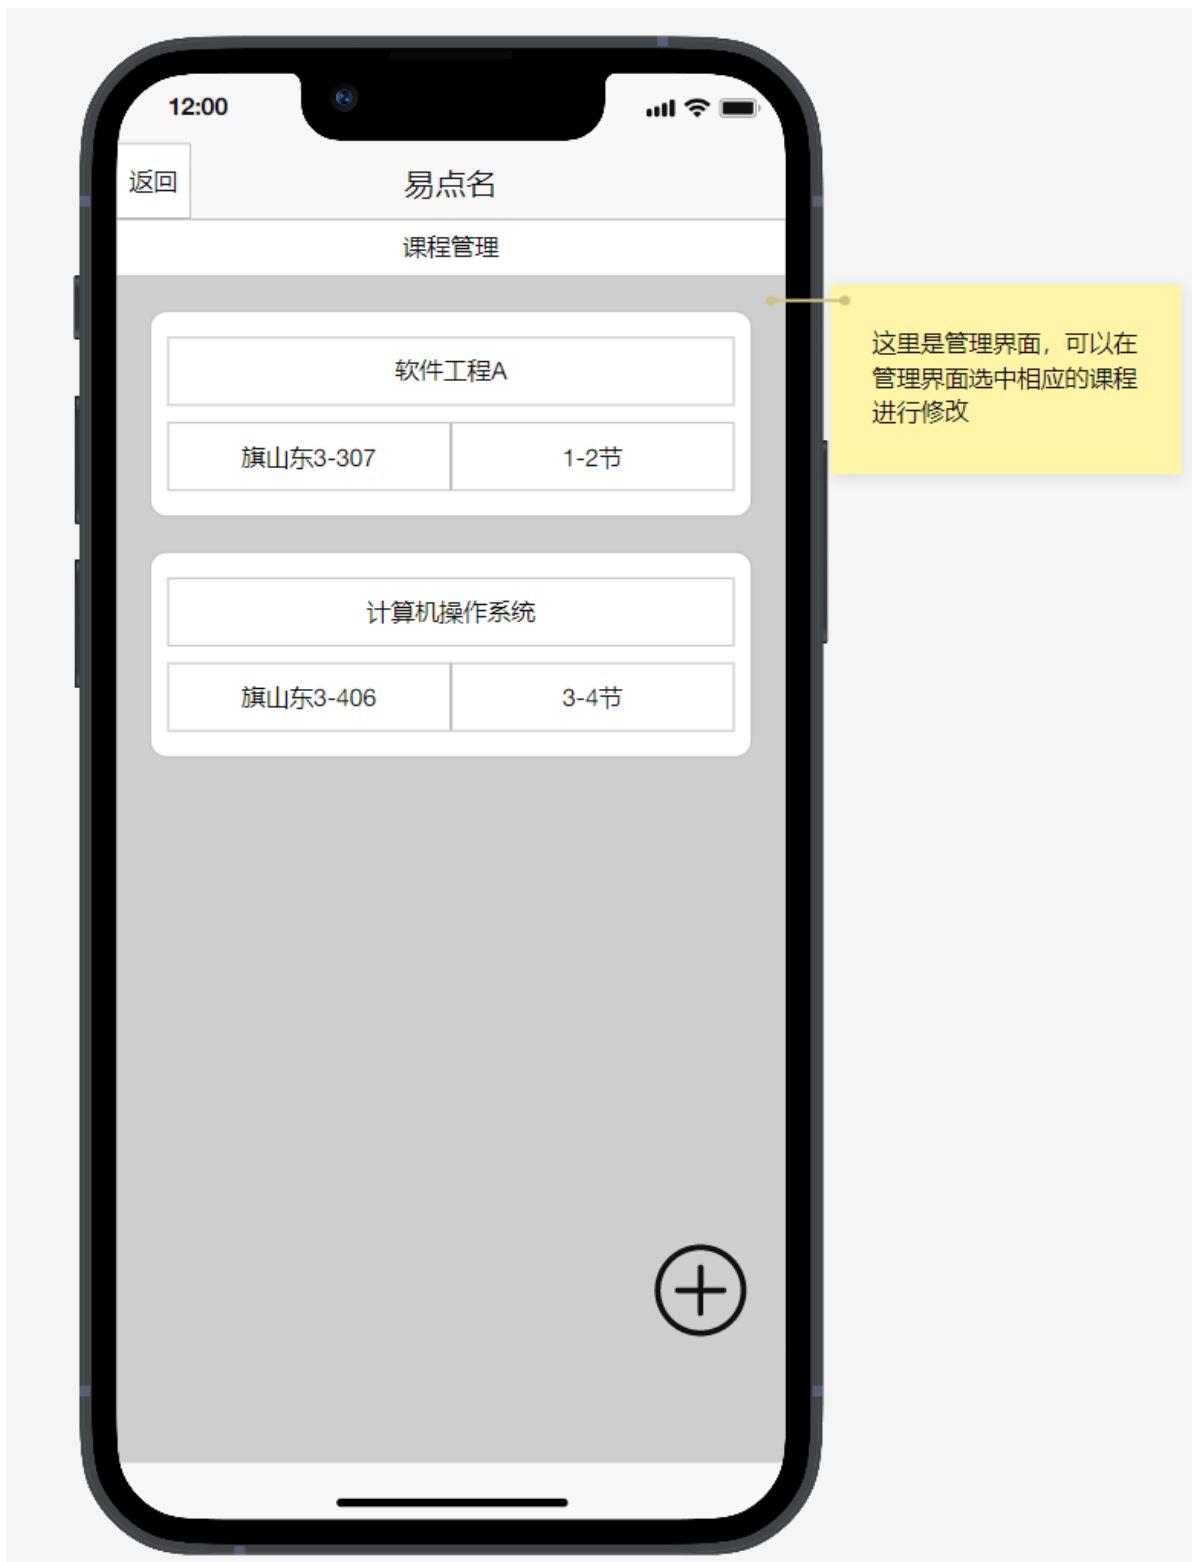 12:00
返回
易点名
课程管理
软件工程A
旗山东3-307
1-2节
计算机操作系统
旗山东3-406
3-4节
这里是管理界面，可以在
管理界面选中相应的课程
进行修改